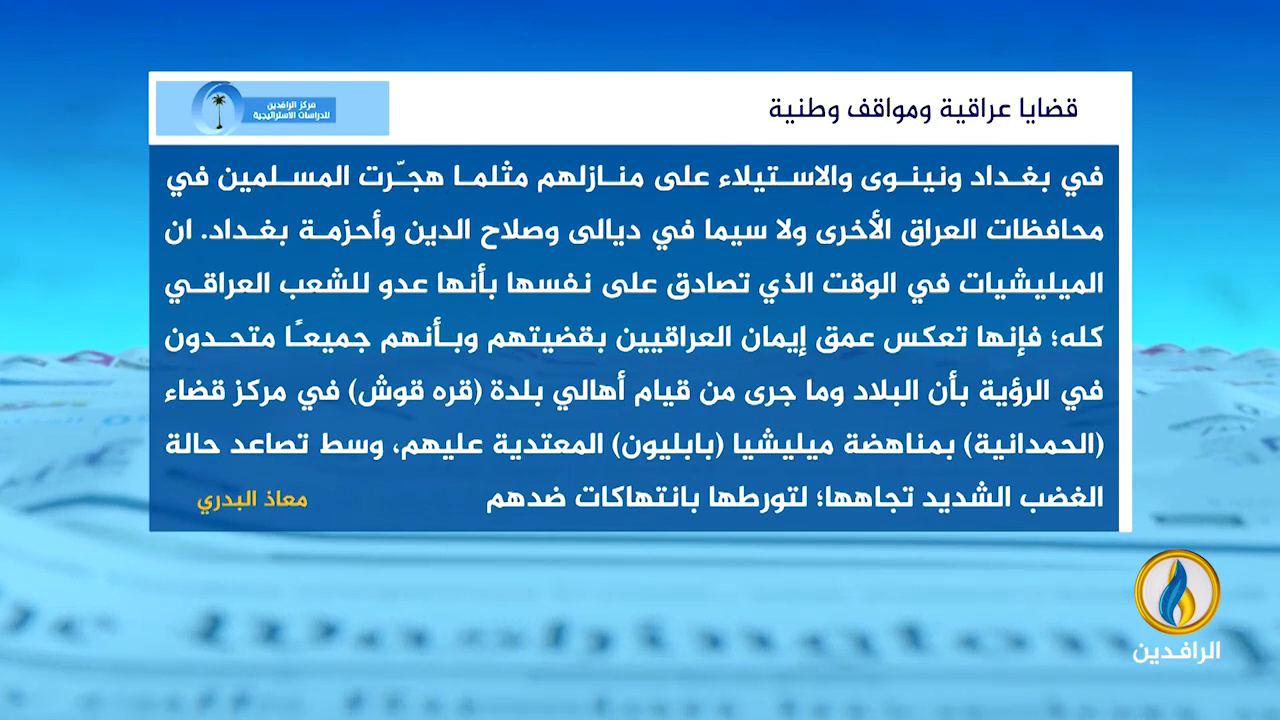 قضايا عراقية ومواقف وطنية
مركز الرافدين
للدراسات الاستراتيجية
في بغداد ونينوى والاستيلاء على منازلهم مثلما هجّرت المسلمين في
محافظات العراق الأخرى ولا سيما في ديالى وصلاح الدين وأحزمة بغداد. ان
الميليشيات في الوقت الذي تصادق على نفسها بأنها عدو للشعب العراقي
كله؛ فإنها تعكس عمق إيمان العراقيين بقضيتهم وبأنهم جميعًا متحدون
في الرؤية بأن البلاد وما جرى من قيام أهالي بلدة (قره قوش) في مركز قضاء
(الحمدانية) بمناهضة ميليشيا (بابليون) المعتدية عليهم، وسط تصاعد حالة
الغضب الشديد تجاهها؛ لتورطها بانتهاكات ضدهم
معاذ البدري
الرافدين